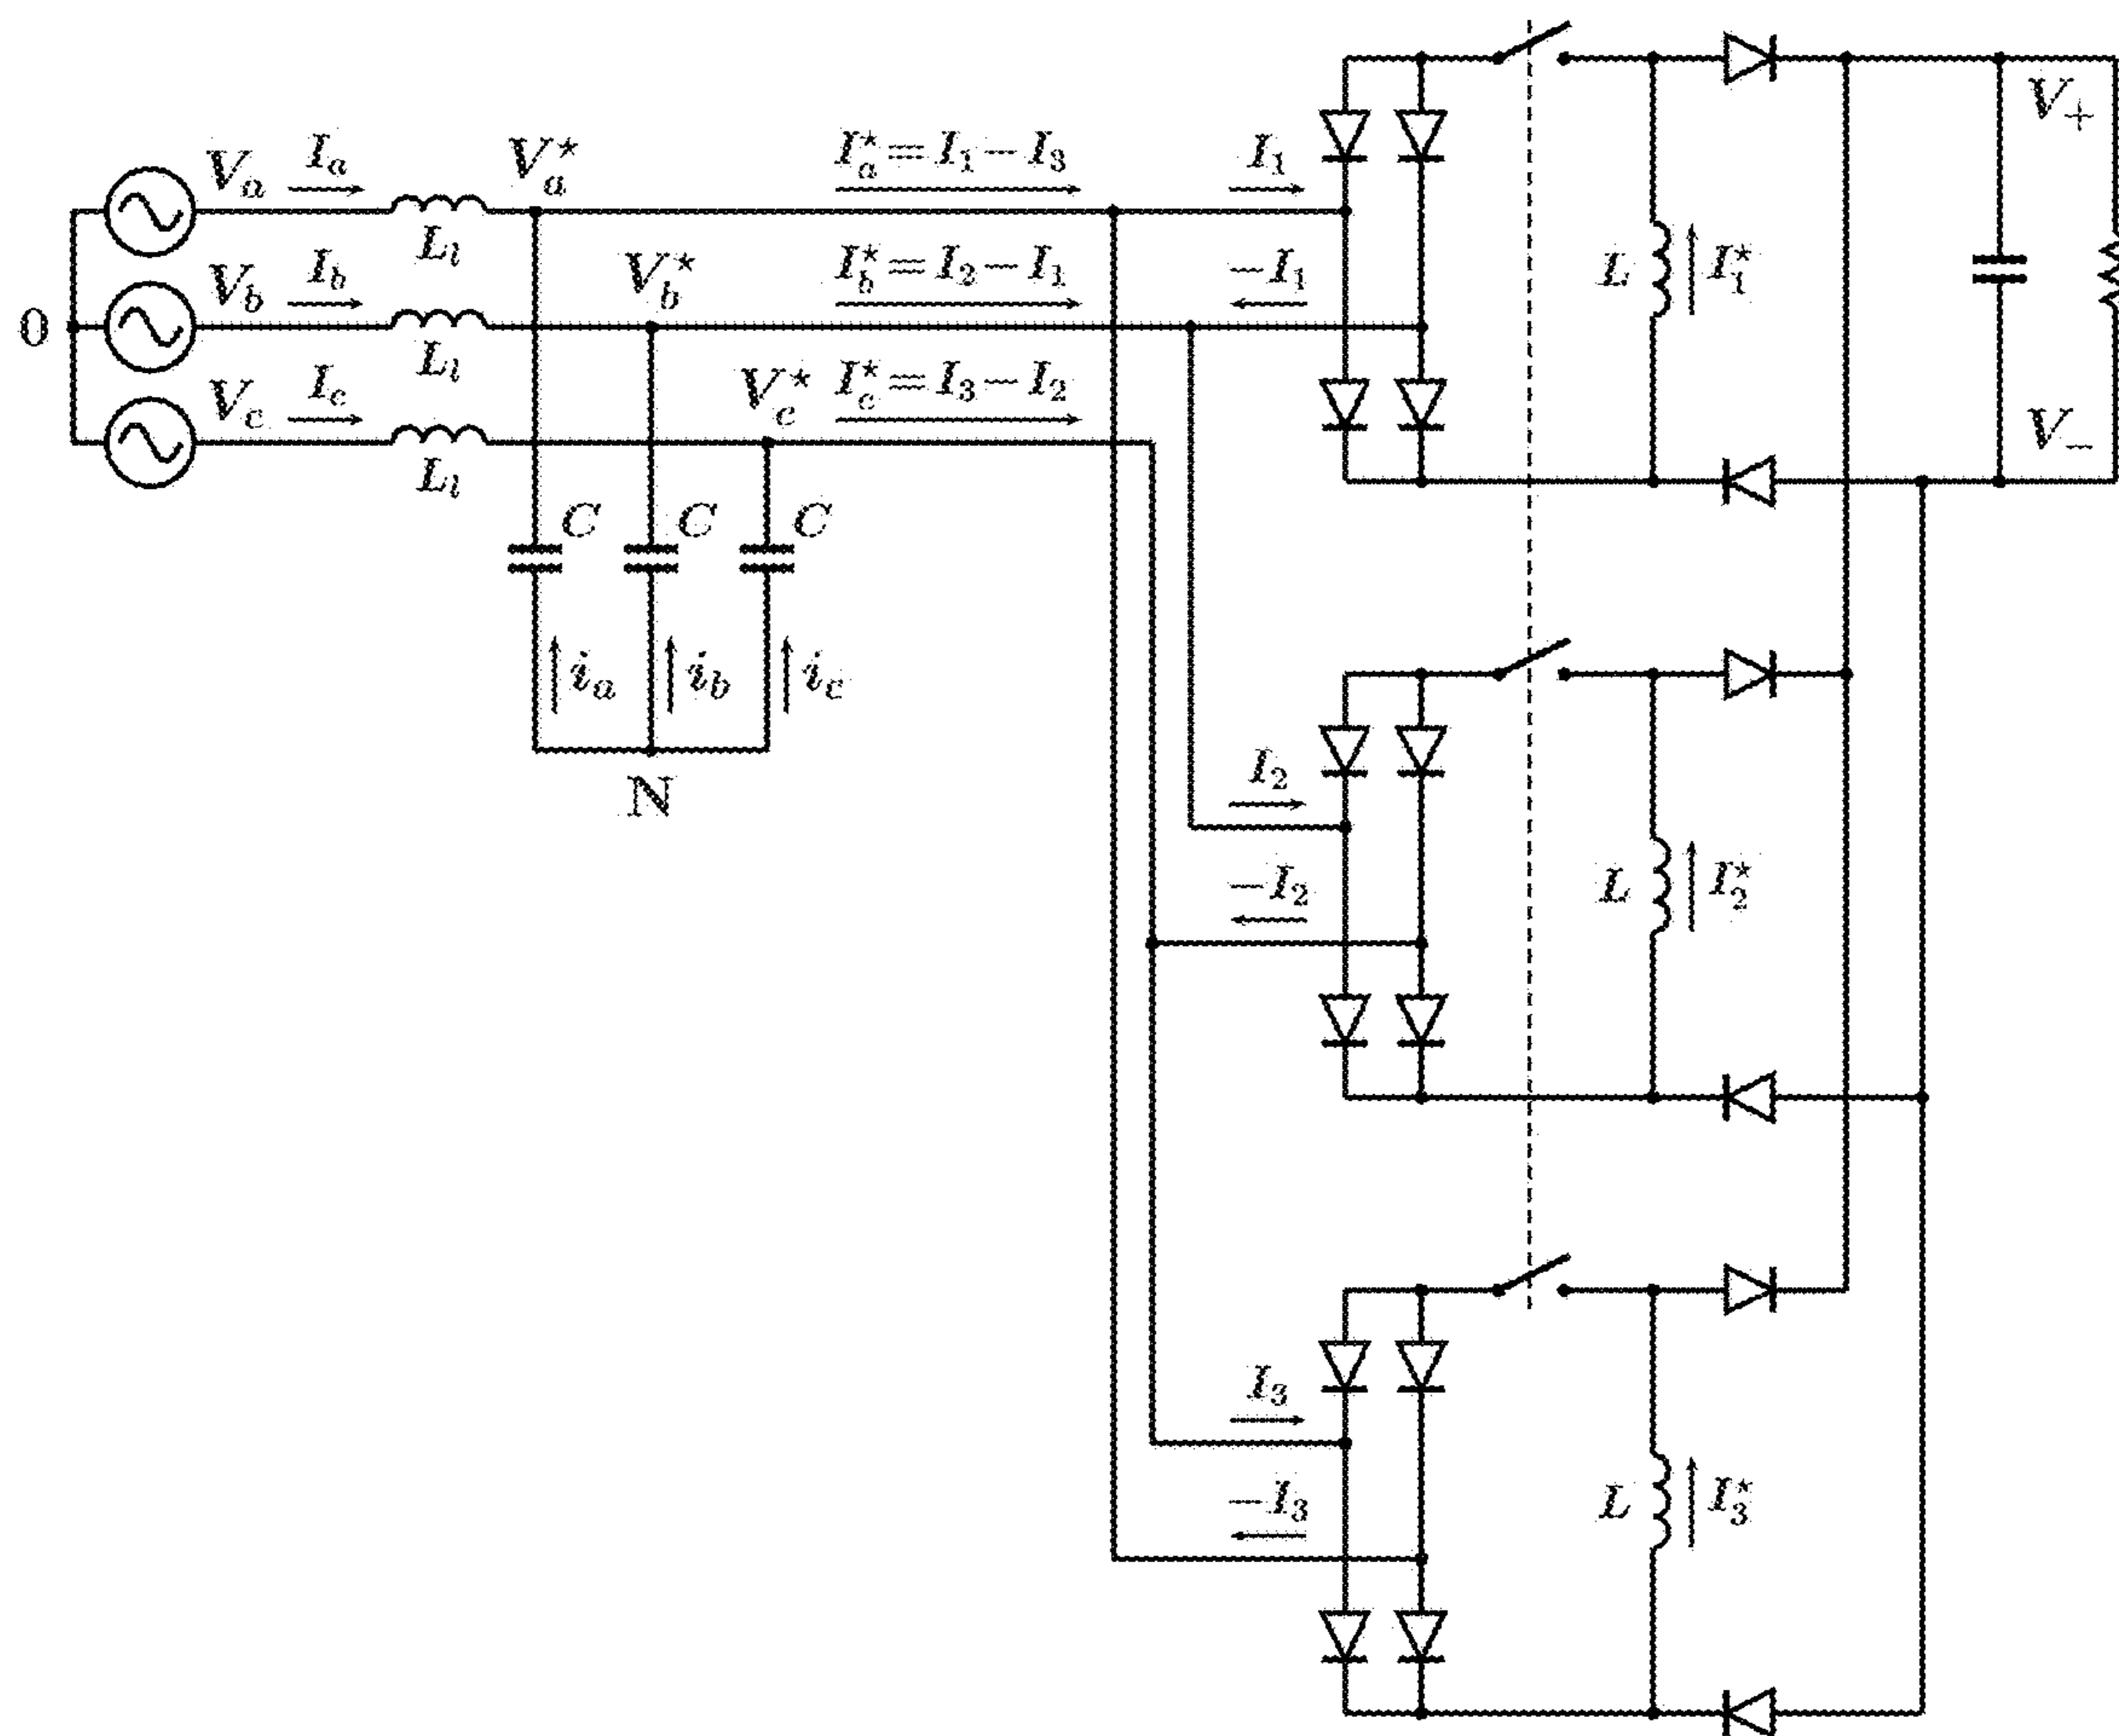 V_a I_a V_a^⋆ I_a^⋆=I_1−I_3 I_1
L_l
V_b I_b V_b^⋆ I_b^⋆=I_2−I_1 −I_1
0
L_l
V_c I_c V_c^⋆ I_c^⋆=I_3−I_2
L_l
L I_1^⋆
V_+
V_−
C C C
i_a i_b i_c
N
I_2
−I_2
L I_2^⋆
I_3
−I_3
L I_3^⋆